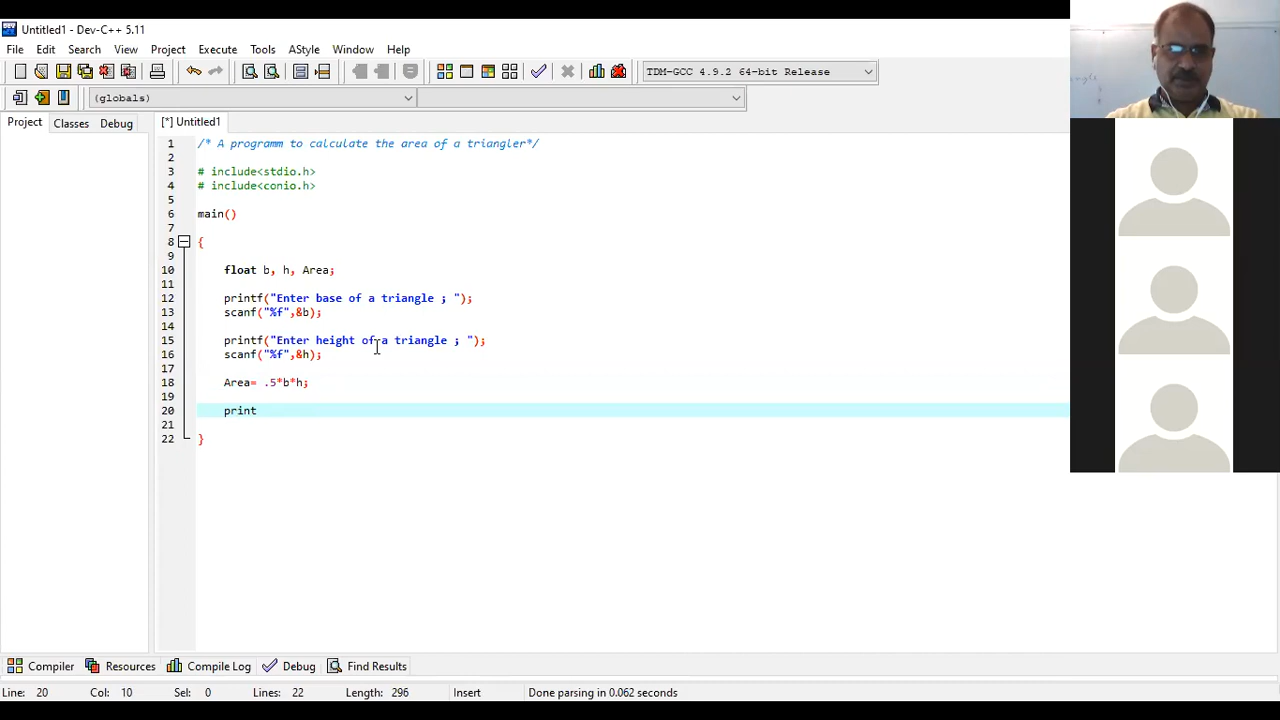 Untitled1 - Dev-C++ 5.11
File Edit Search View Project Execute Tools AStyle Window Help
TDM-GCC 4.9.2 64-bit Release
(globals)
Project Classes Debug [*] Untitled1
1 /* A programm to calculate the area of a triangler*/
2
3 # include<stdio.h>
4 # include<conio.h>
5
6 main()
7
8 {
9
10 float b, h, Area;
11
12 printf("Enter base of a triangle ; ");
13 scanf("%f",&b);
14
15 printf("Enter height of a triangle ; ");
16 scanf("%f",&h);
17
18 Area= .5*b*h;
19
20 print
21
22 }
Compiler Resources Compile Log Debug Find Results
Line: 20 Col: 10 Sel: 0 Lines: 22 Length: 296 Insert Done parsing in 0.062 seconds